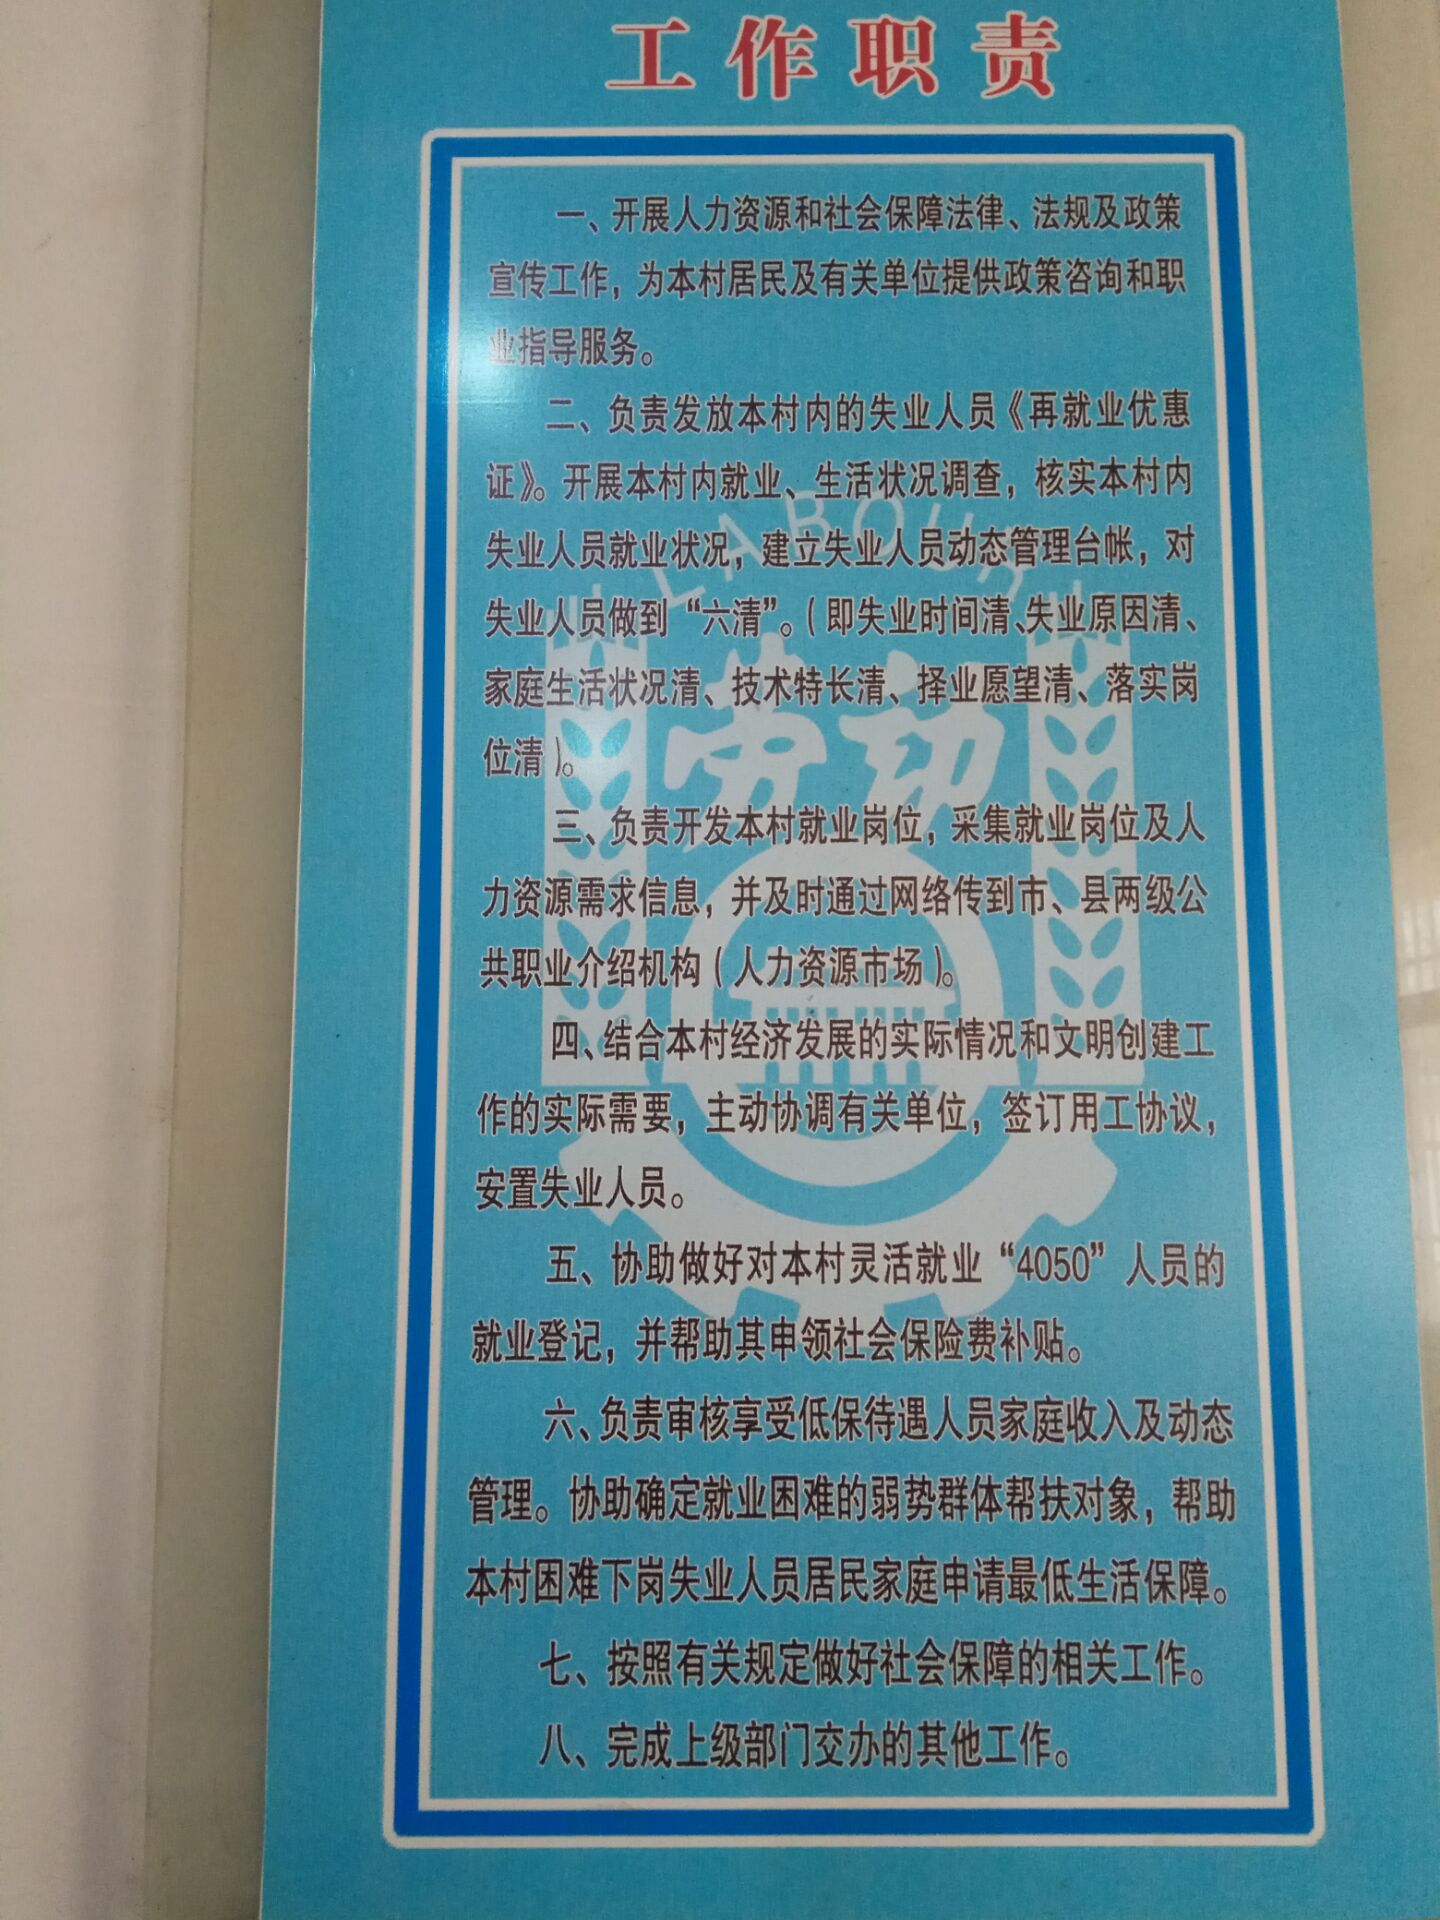 工作职责
一、开展人力资源和社会保障法律、法规及政策
宣传工作，为本村居民及有关单位提供政策咨询和职
业指导服务。
二、负责发放本村内的失业人员《再就业优惠
证》。开展本村内就业、生活状况调查，核实本村内
失业人员就业状况，建立失业人员动态管理台帐，对
失业人员做到“六清”。（即失业时间清、失业原因清、
家庭生活状况清、技术特长清、择业愿望清、落实岗
位清）。
三、负责开发本村就业岗位，采集就业岗位及人
力资源需求信息，并及时通过网络传到市、县两级公
共职业介绍机构（人力资源市场）。
四、结合本村经济发展的实际情况和文明创建工
作的实际需要，主动协调有关单位，签订用工协议，
安置失业人员。
五、协助做好对本村灵活就业“4050”人员的
就业登记，并帮助其申领社会保险费补贴。
六、负责审核享受低保待遇人员家庭收入及动态
管理。协助确定就业困难的弱势群体帮扶对象，帮助
本村困难下岗失业人员居民家庭申请最低生活保障。
七、按照有关规定做好社会保障的相关工作。
八、完成上级部门交办的其他工作。
LABOUR
劳动